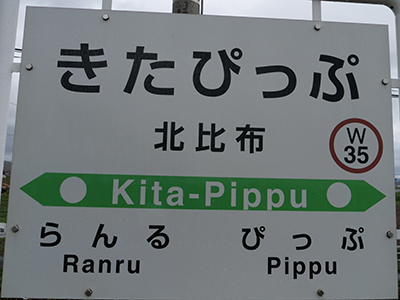 きたぴっぷ
北比布
W
35
Kita-Pippu
らんる ぴっぷ
Ranru Pippu